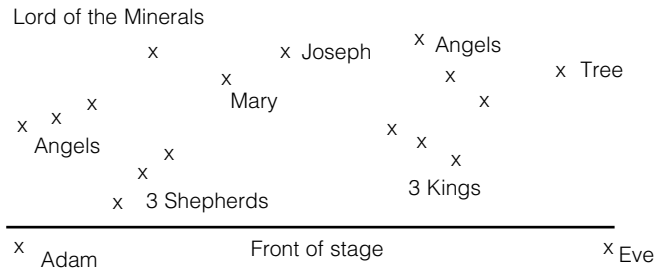 Lord of the Minerals
x x Joseph x Angels
x x x Tree
x Mary x
x x Angels x
x x
x 3 Shepherds x 3 Kings
x
x Adam Front of stage x Eve